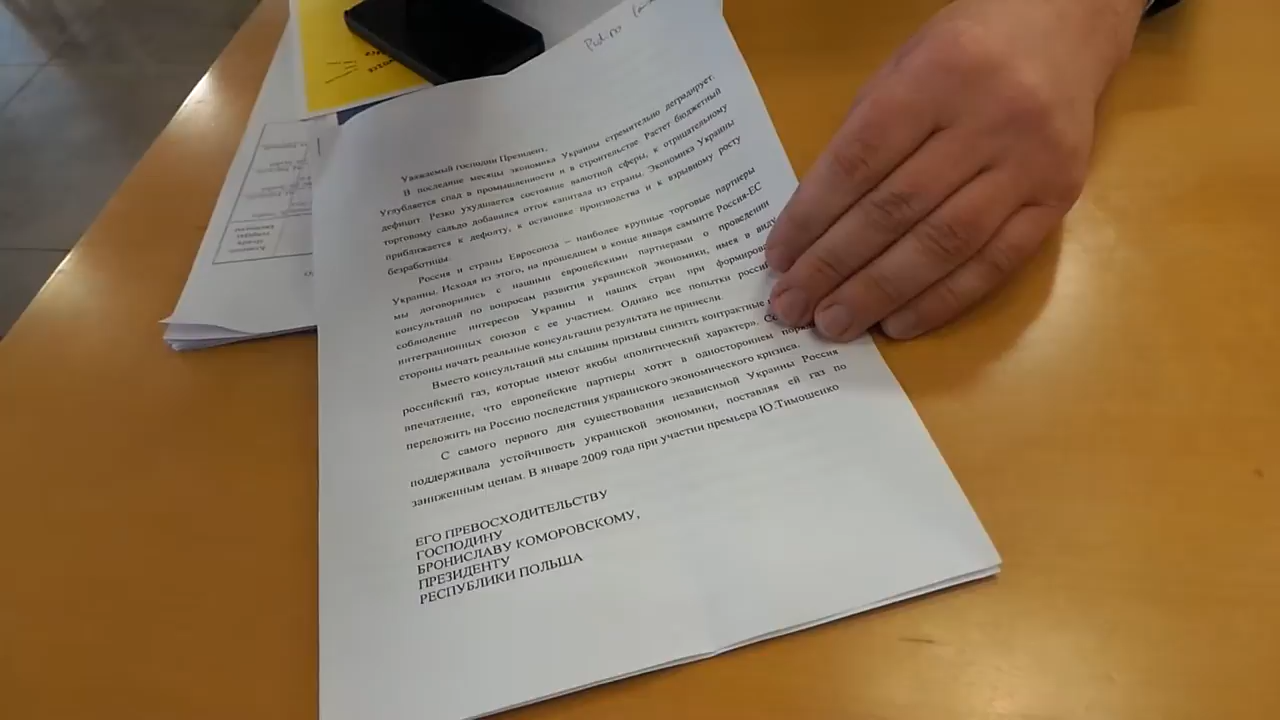 Уважаемый господин Президент,
В последние месяцы экономика Украины стремительно деградирует.
Углубляется спад в промышленности и в строительстве. Растет бюджетный
дефицит. Резко ухудшается состояние валютной сферы, к отрицательному
торговому сальдо добавился отток капитала из страны. Экономика Украины
приближается к дефолту, к остановке производства и к взрывному росту
безработицы.
Россия и страны Евросоюза – наиболее крупные торговые партнеры
Украины. Исходя из этого, на прошедшем в конце января саммите Россия-ЕС
мы договорились с нашими европейскими партнерами о проведении
консультаций по вопросам развития украинской экономики, имея в виду
соблюдение интересов Украины и наших стран при
интеграционных союзов с ее участием. Однако все попытки
стороны начать реальные консультации результата не принесли.
Вместо консультаций мы слышим призывы снизить контрактные
российский газ, которые имеют якобы «политический характер».
впечатление, что европейские партнеры хотят в одностороннем
переложить на Россию последствия украинского экономического кризиса.
С самого первого дня существования независимой Украины Россия
поддерживала устойчивость украинской экономики, поставляя ей газ по
заниженным ценам. В январе 2009 года при участии премьера Ю.Тимошенко
ЕГО ПРЕВОСХОДИТЕЛЬСТВУ
ГОСПОДИНУ
БРОНИСЛАВУ КОМОРОВСКОМУ,
ПРЕЗИДЕНТУ
РЕСПУБЛИКИ ПОЛЬША